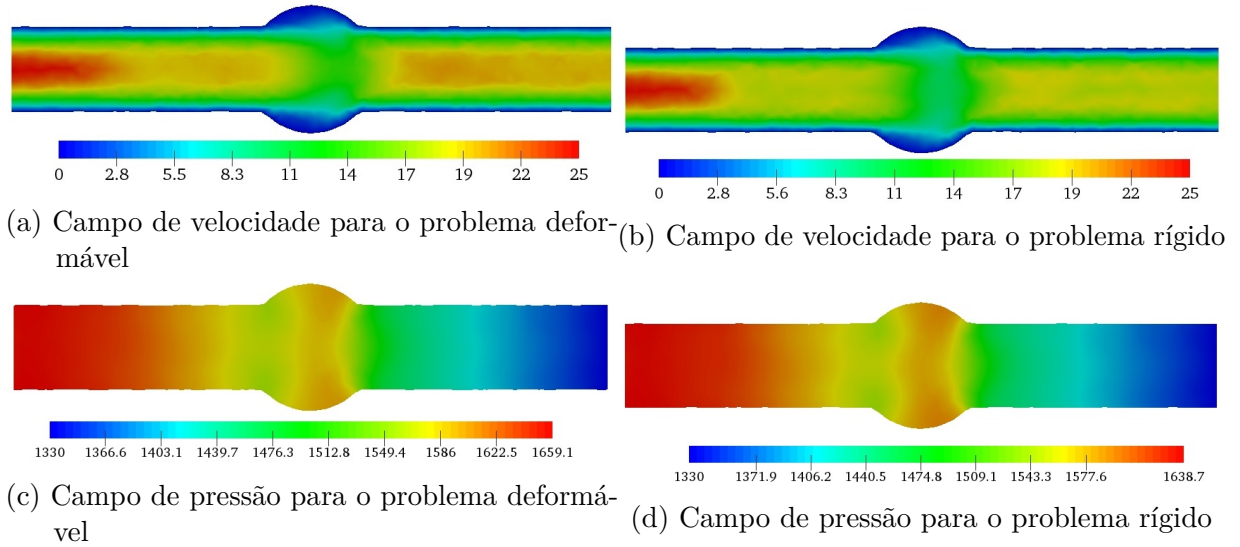 0 2.8 5.5 8.3 11 14 17 19 22 25
(a) Campo de velocidade para o problema defor-
mável
0 2.8 5.6 8.3 11 14 17 19 22 25
(b) Campo de velocidade para o problema rígido
1330 1366.6 1403.1 1439.7 1476.3 1512.8 1549.4 1586 1622.5 1659.1
(c) Campo de pressão para o problema deformá-
vel
1330 1371.9 1406.2 1440.5 1474.8 1509.1 1543.3 1577.6 1638.7
(d) Campo de pressão para o problema rígido